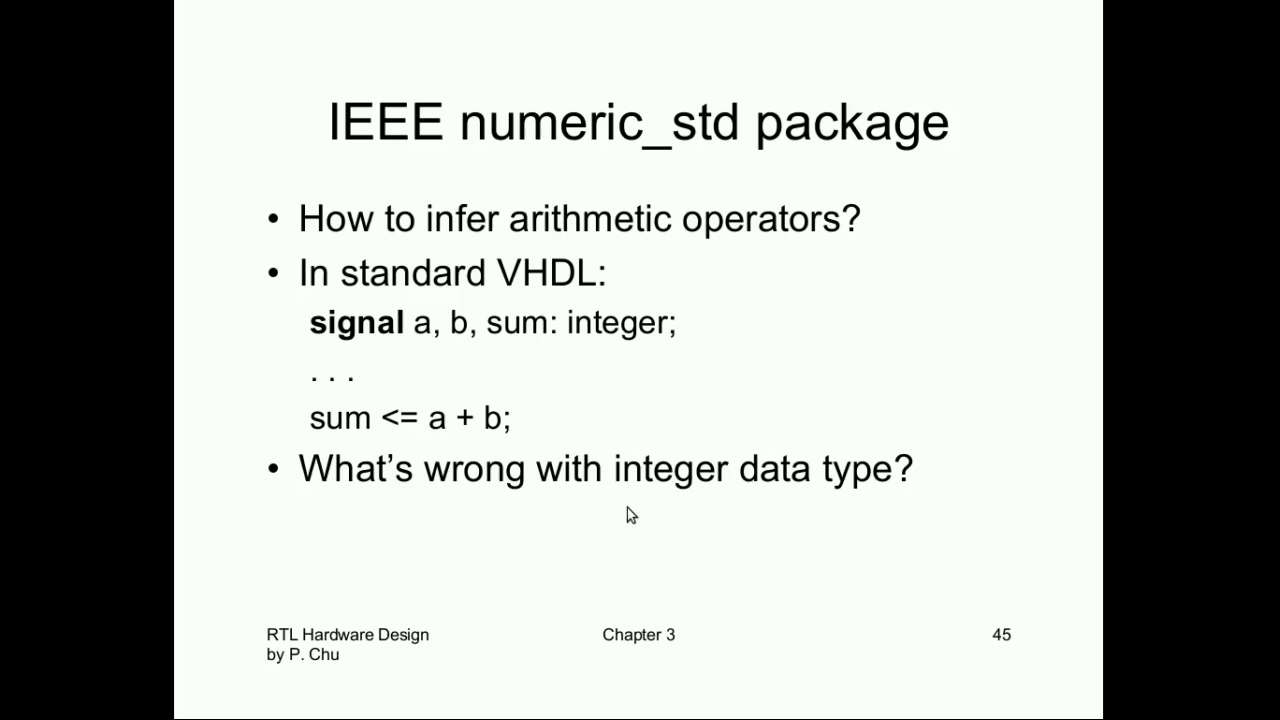 IEEE numeric_std package
• How to infer arithmetic operators?
• In standard VHDL:
signal a, b, sum: integer;
. . .
sum <= a + b;
• What’s wrong with integer data type?
RTL Hardware Design
by P. Chu
Chapter 3
45